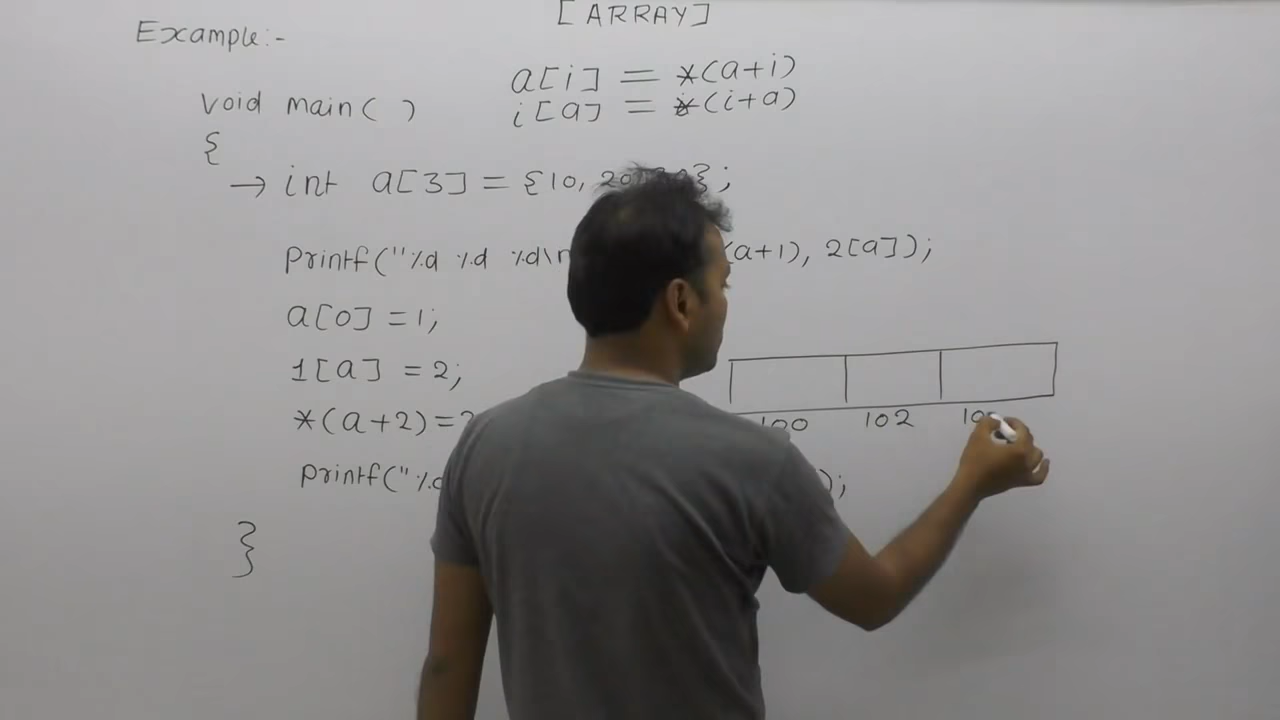 [ARRAY]
Example:-
a[i] = *(a+i)
i[a] = *(i+a)
void main( )
{
→ int a[3] = {10, 20 };
Printf("%d %d %d\n (a+1), 2[a]);
a[0] = 1;
1[a] = 2;
*(a+2)=
100 102 10
Printf("%d );
}